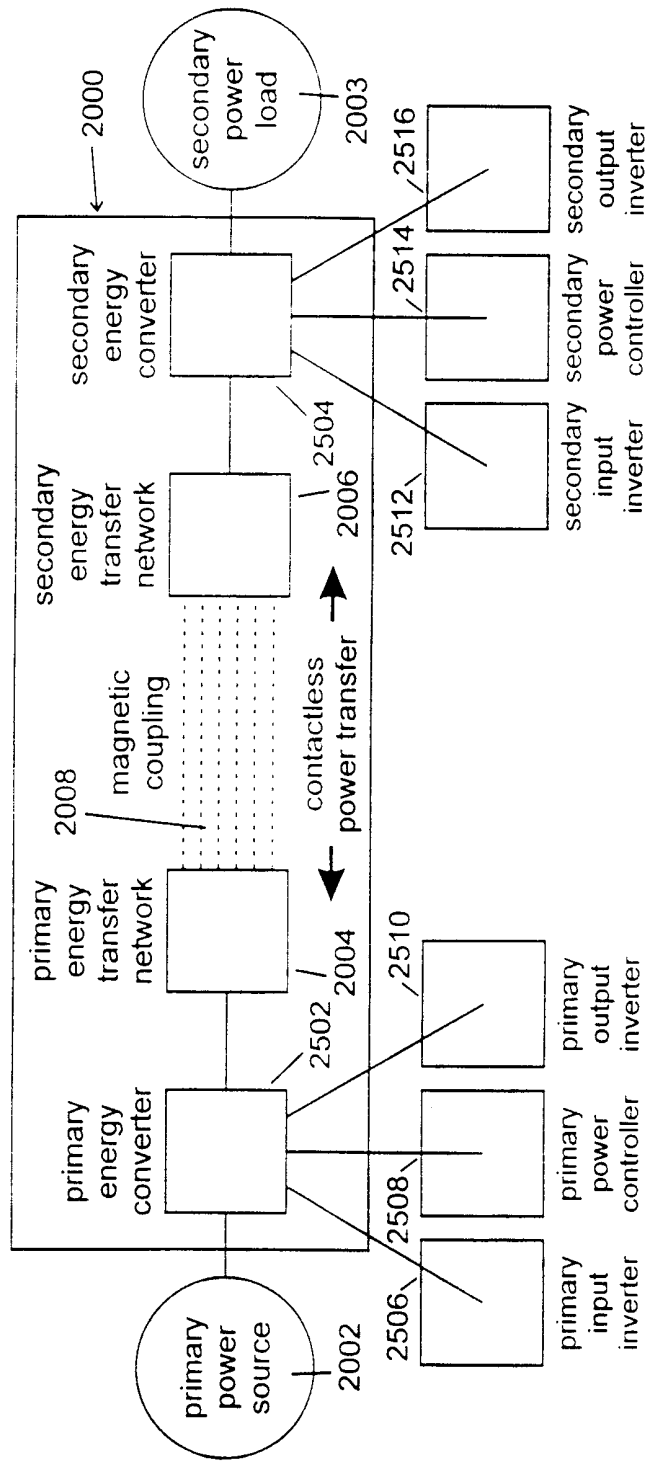 2000
primary
power
source
2002
primary
energy
converter
2502
primary
energy
transfer
network
2004
2008
magnetic
coupling
contactless
power transfer
secondary
energy
transfer
network
2006
secondary
energy
converter
2504
secondary
power
load
2003
2506
primary
input
inverter
2508
primary
power
controller
2510
primary
output
inverter
2512
secondary
input
inverter
2514
secondary
power
controller
2516
secondary
output
inverter